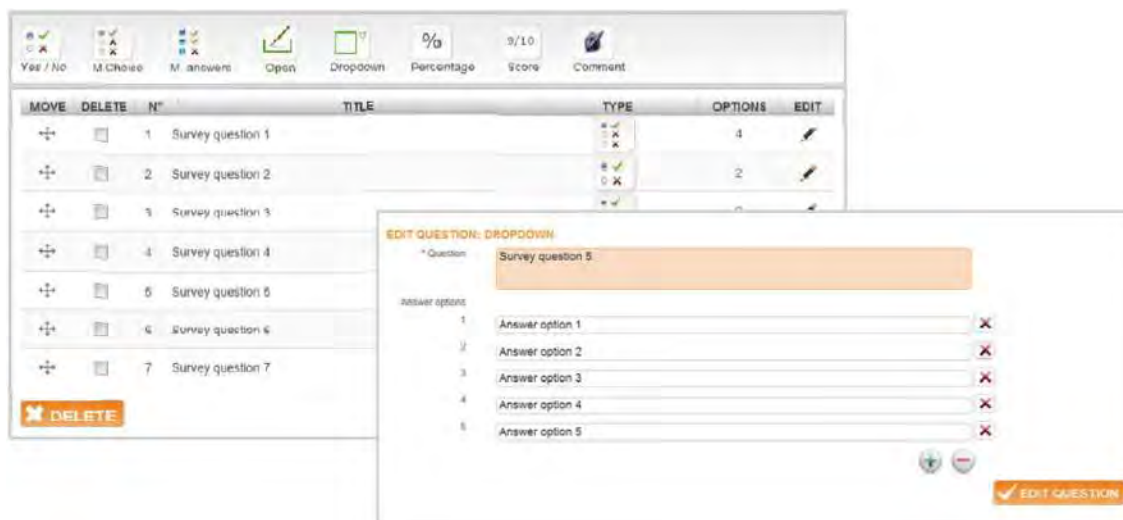 Yes / No M.Choice M. answers Open Dropdown Percentage Score Comment
% 9/10
MOVE DELETE N° TITLE TYPE OPTIONS EDIT
1 Survey question 1 4
2 Survey question 2 2
3 Survey question 3
4 Survey question 4
5 Survey question 5
6 Survey question 6
7 Survey question 7
DELETE
EDIT QUESTION: DROPDOWN
* Question Survey question 5
Answer options
1 Answer option 1
2 Answer option 2
3 Answer option 3
4 Answer option 4
5 Answer option 5
EDIT QUESTION